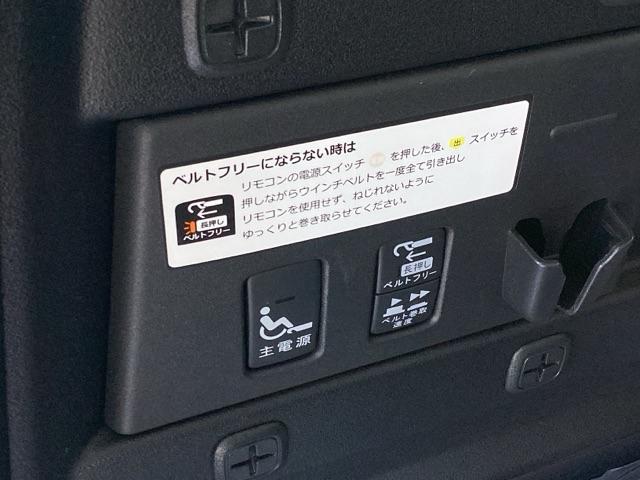 ベルトフリーにならない時は
リモコンの電源スイッチ を押した後、出 スイッチを
押しながらウインチベルトを一度全て引き出し
リモコンを使用せず、ねじれないように
ゆっくりと巻き取らせてください。
長押し
ベルトフリー
長押し
ベルトフリー
ベルト巻取
速度
主電源